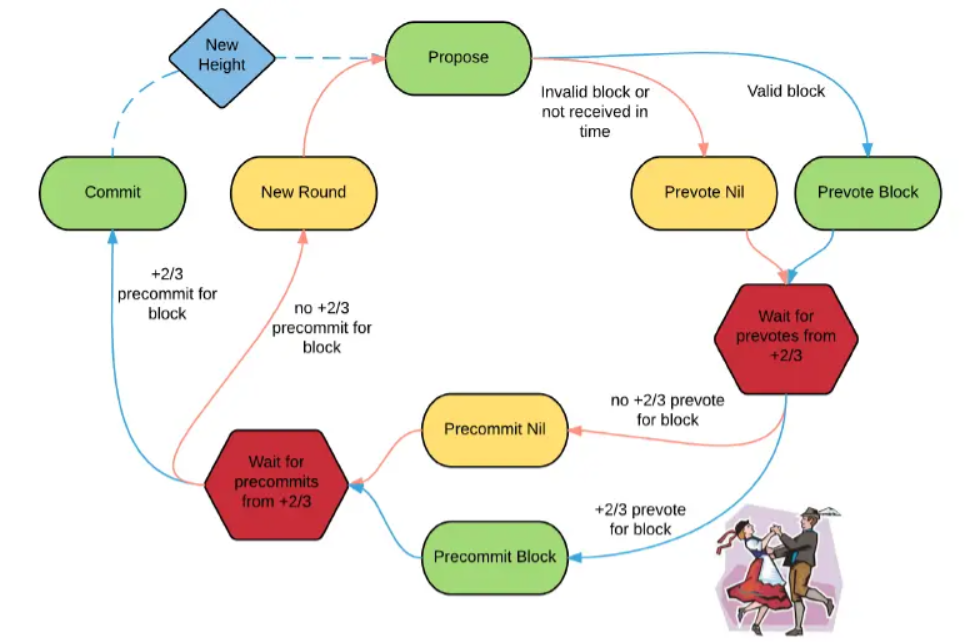 New
Height
Propose
Invalid block or
not received in
time
Valid block
Commit
New Round
Prevote Nil
Prevote Block
+2/3
precommit for
block
no +2/3
precommit for
block
Wait for
prevotes from
+2/3
no +2/3 prevote
for block
Precommit Nil
Wait for
precommits
from +2/3
+2/3 prevote
for block
Precommit Block